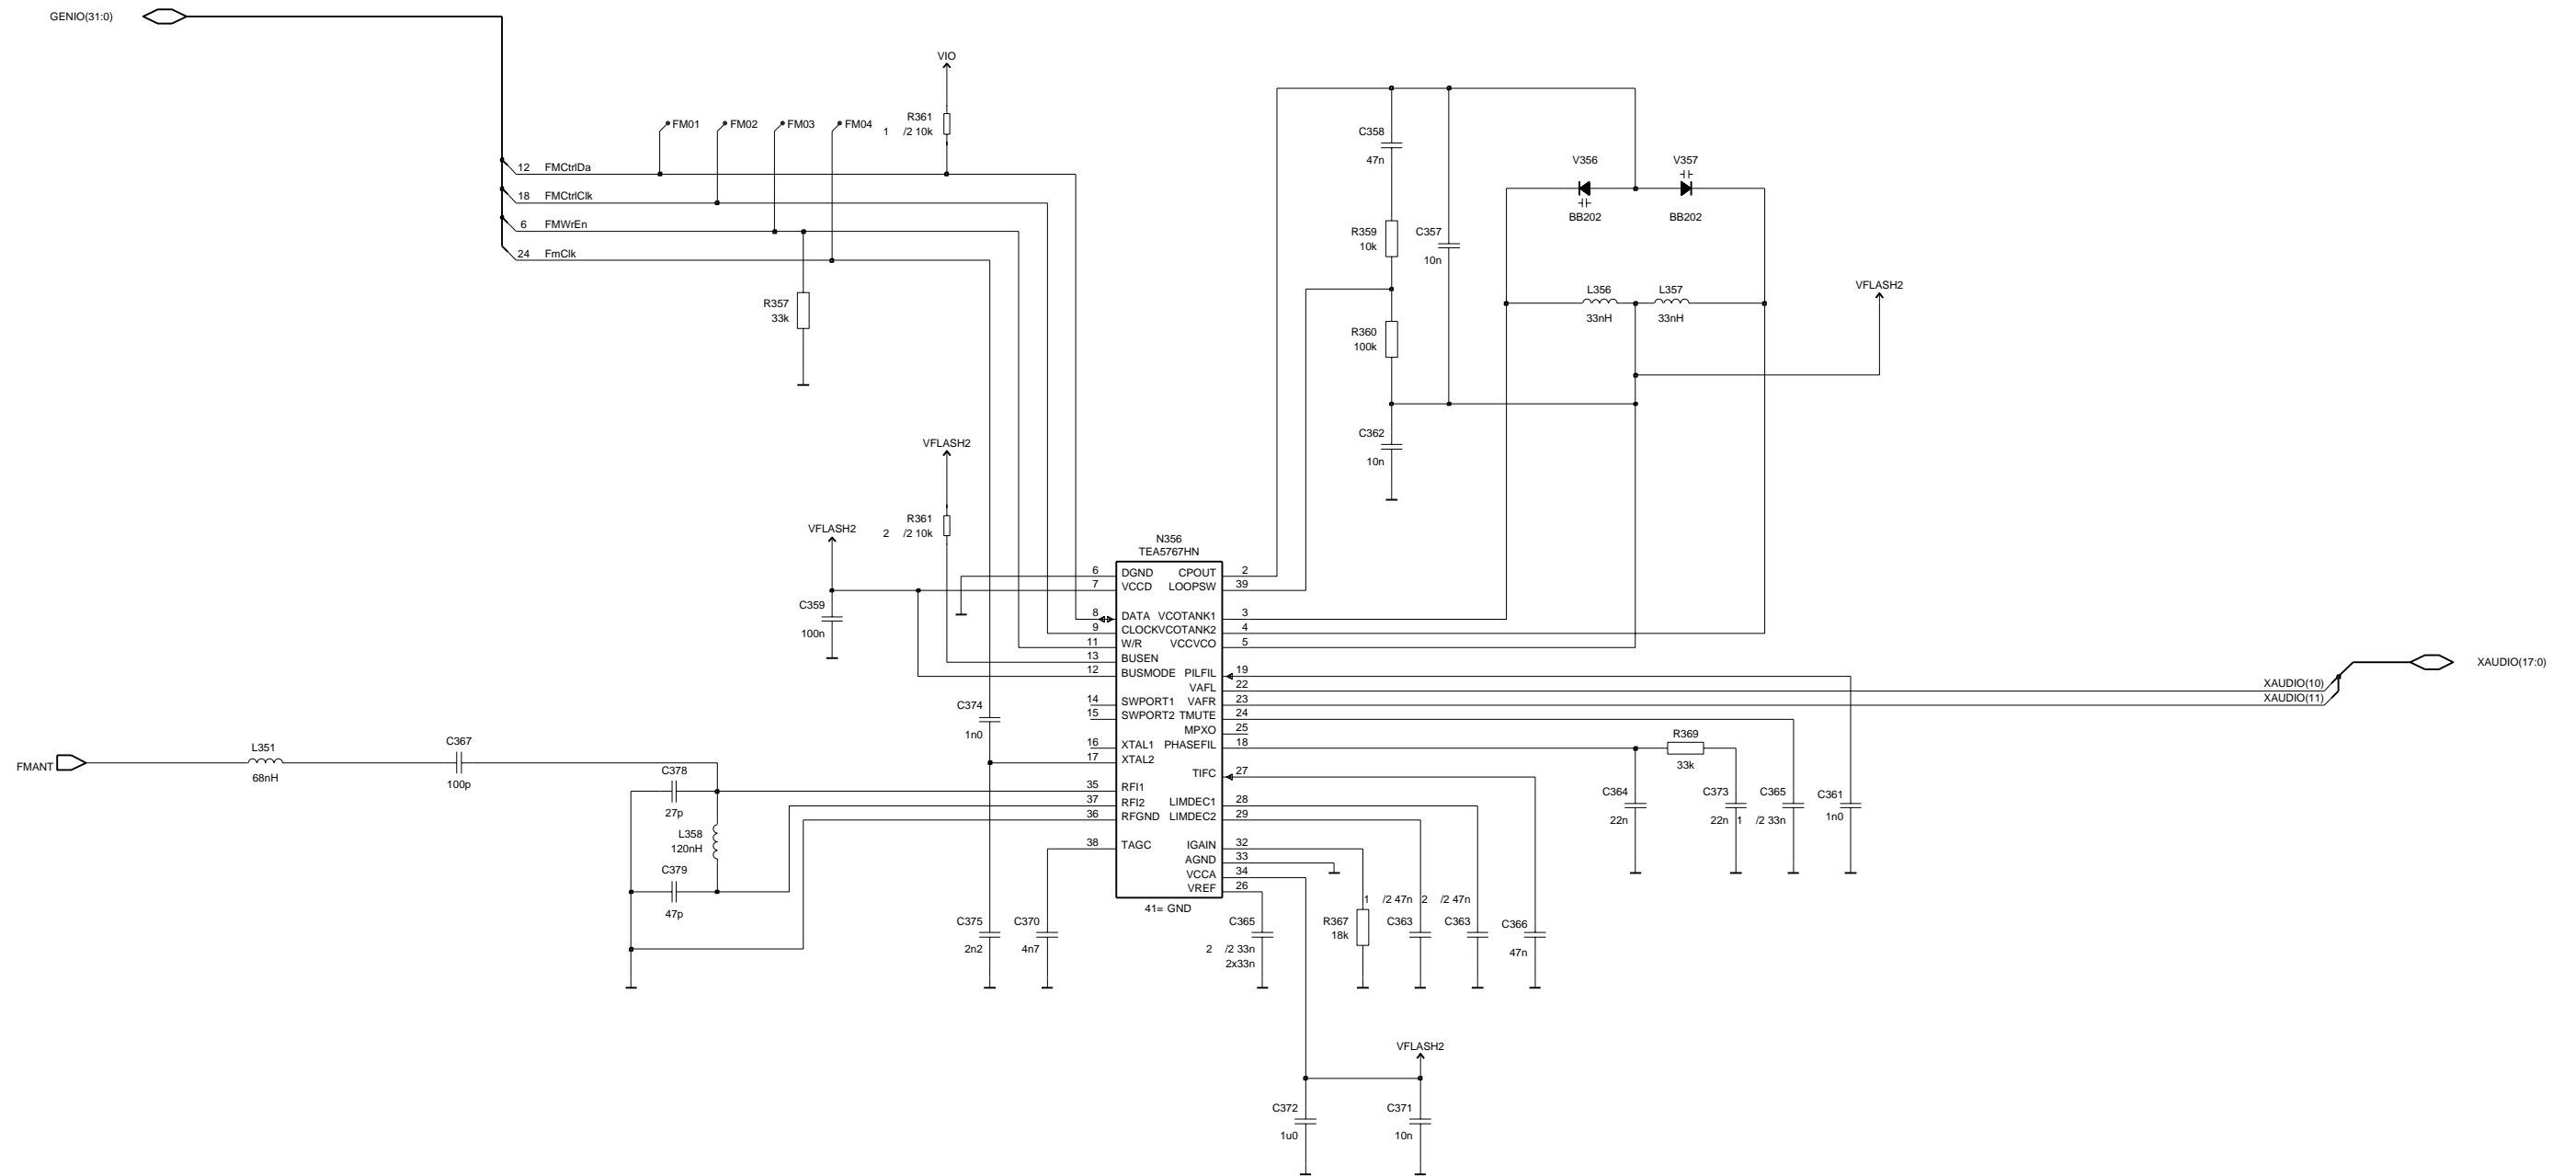 GENIO(31:0)
VIO
R361
1 /2 10k
FM01 FM02 FM03 FM04
12 FMCtrlDa
18 FMCtrlClk
6 FMWrEn
24 FmClk
R357
33k
C358
47n
R359
10k
C357
10n
R360
100k
C362
10n
V356
BB202
V357
BB202
L356
33nH
L357
33nH
VFLASH2
VFLASH2
R361
2 /2 10k
VFLASH2
C359
100n
N356
TEA5767HN
6 DGND CPOUT 2
7 VCCD LOOPSW 39
8 DATA VCOTANK1 3
9 CLOCK VCOTANK2 4
11 W/R VCCVCO 5
13 BUSEN
12 BUSMODE PILFIL 19
VAFL 22
14 SWPORT1 VAFR 23
15 SWPORT2 TMUTE 24
MPXO 25
16 XTAL1 PHASEFIL 18
17 XTAL2
TIFC 27
35 RFI1
37 RFI2 LIMDEC1 28
36 RFGND LIMDEC2 29
38 TAGC IGAIN 32
AGND 33
VCCA 34
VREF 26
41= GND
XAUDIO(17:0)
XAUDIO(10)
XAUDIO(11)
C374
1n0
FMANT
L351
68nH
C367
100p
C378
27p
L358
120nH
C379
47p
R369
33k
C364
22n
C373
22n
C365
1 /2 33n
C361
1n0
C375
2n2
C370
4n7
C365
2 /2 33n
2x33n
R367
18k
1 /2 47n
C363
2 /2 47n
C363
C366
47n
VFLASH2
C372
1u0
C371
10n